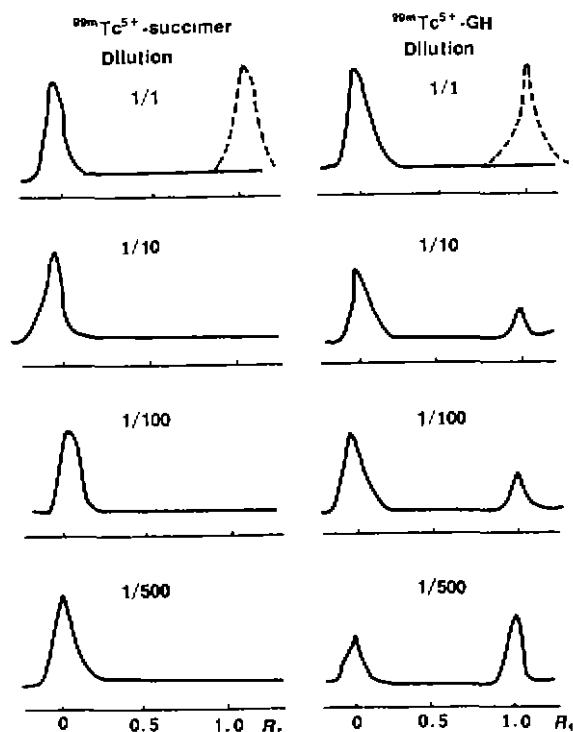 99mTc5+-succimer
Dilution
1/1
99mTc5+-GH
Dilution
1/1
1/10
1/10
1/100
1/100
1/500
1/500
0 0.5 1.0 Rf
0 0.5 1.0 Rf